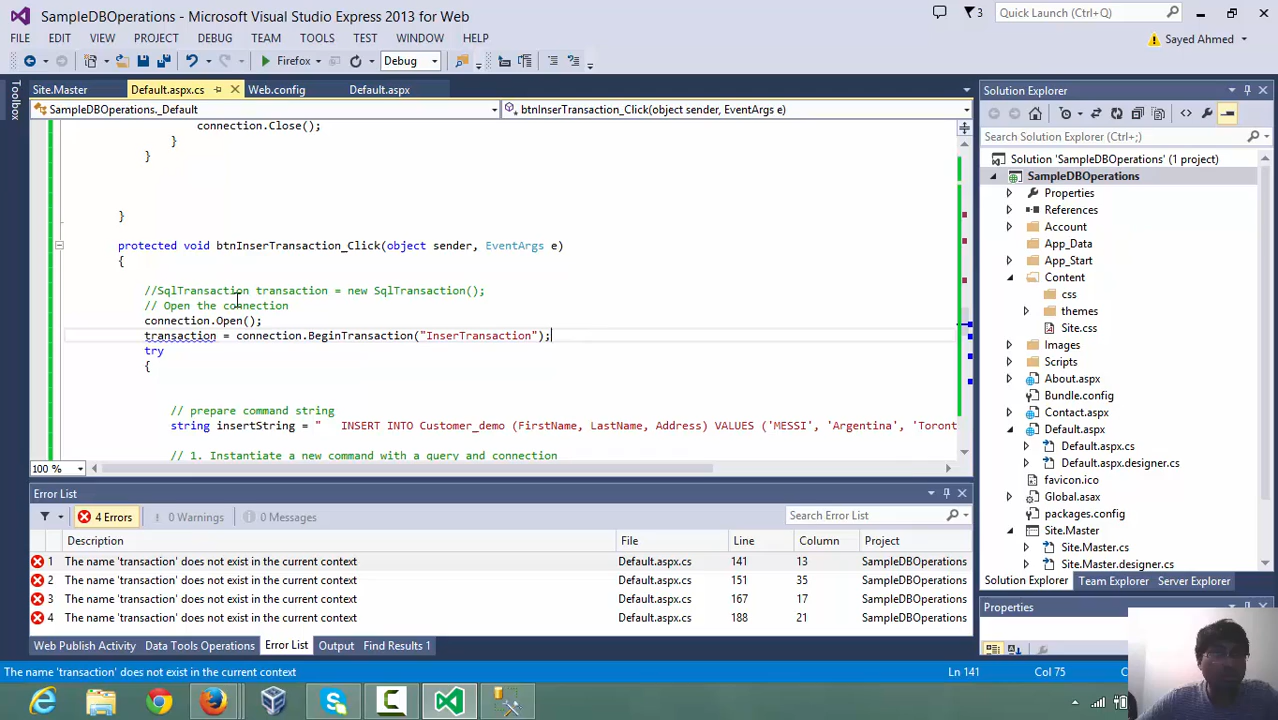 SampleDBOperations - Microsoft Visual Studio Express 2013 for Web
3
Quick Launch (Ctrl+Q)
FILE EDIT VIEW PROJECT DEBUG TEAM TOOLS TEST WINDOW HELP
Sayed Ahmed
Firefox
Debug
Toolbox
Site.Master
Default.aspx.cs
Web.config
Default.aspx
SampleDBOperations._Default
btnInserTransaction_Click(object sender, EventArgs e)
connection.Close();
}
}
}
protected void btnInserTransaction_Click(object sender, EventArgs e)
{
//SqlTransaction transaction = new SqlTransaction();
// Open the connection
connection.Open();
transaction = connection.BeginTransaction("InserTransaction");
try
{
// prepare command string
string insertString = "   INSERT INTO Customer_demo (FirstName, LastName, Address) VALUES ('MESSI', 'Argentina', 'Toront
// 1. Instantiate a new command with a query and connection
100 %
Error List
4 Errors
0 Warnings
0 Messages
Search Error List
Description File Line Column Project
1 The name 'transaction' does not exist in the current context Default.aspx.cs 141 13 SampleDBOperations
2 The name 'transaction' does not exist in the current context Default.aspx.cs 151 35 SampleDBOperations
3 The name 'transaction' does not exist in the current context Default.aspx.cs 167 17 SampleDBOperations
4 The name 'transaction' does not exist in the current context Default.aspx.cs 188 21 SampleDBOperations
Web Publish Activity Data Tools Operations Error List Output Find Results 1
The name 'transaction' does not exist in the current context
Ln 141
Col 75
Solution Explorer
Search Solution Explorer (Ctrl+;)
Solution 'SampleDBOperations' (1 project)
SampleDBOperations
Properties
References
Account
App_Data
App_Start
Content
css
themes
Site.css
Images
Scripts
About.aspx
Bundle.config
Contact.aspx
Default.aspx
Default.aspx.cs
Default.aspx.designer.cs
favicon.ico
Global.asax
packages.config
Site.Master
Site.Master.cs
Site.Master.designer.cs
Solution Explorer Team Explorer Server Explorer
Properties